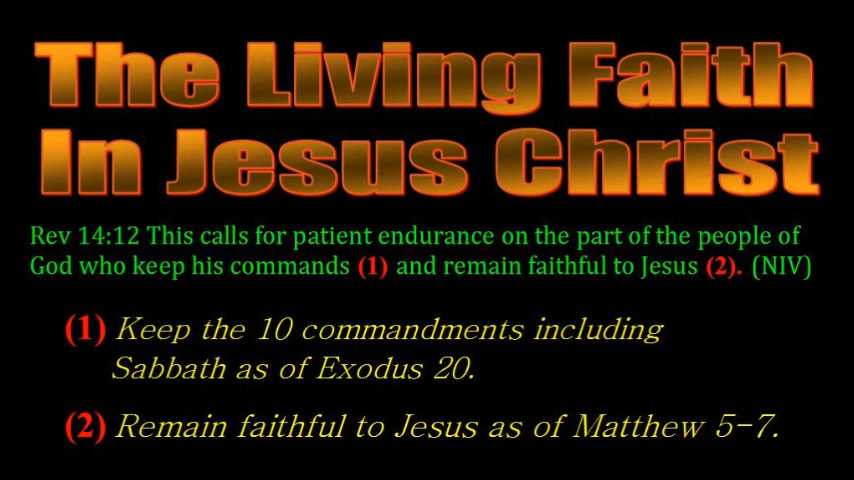 The Living Faith
In Jesus Christ
Rev 14:12 This calls for patient endurance on the part of the people of
God who keep his commands (1) and remain faithful to Jesus (2). (NIV)
(1) Keep the 10 commandments including
Sabbath as of Exodus 20.
(2) Remain faithful to Jesus as of Matthew 5-7.